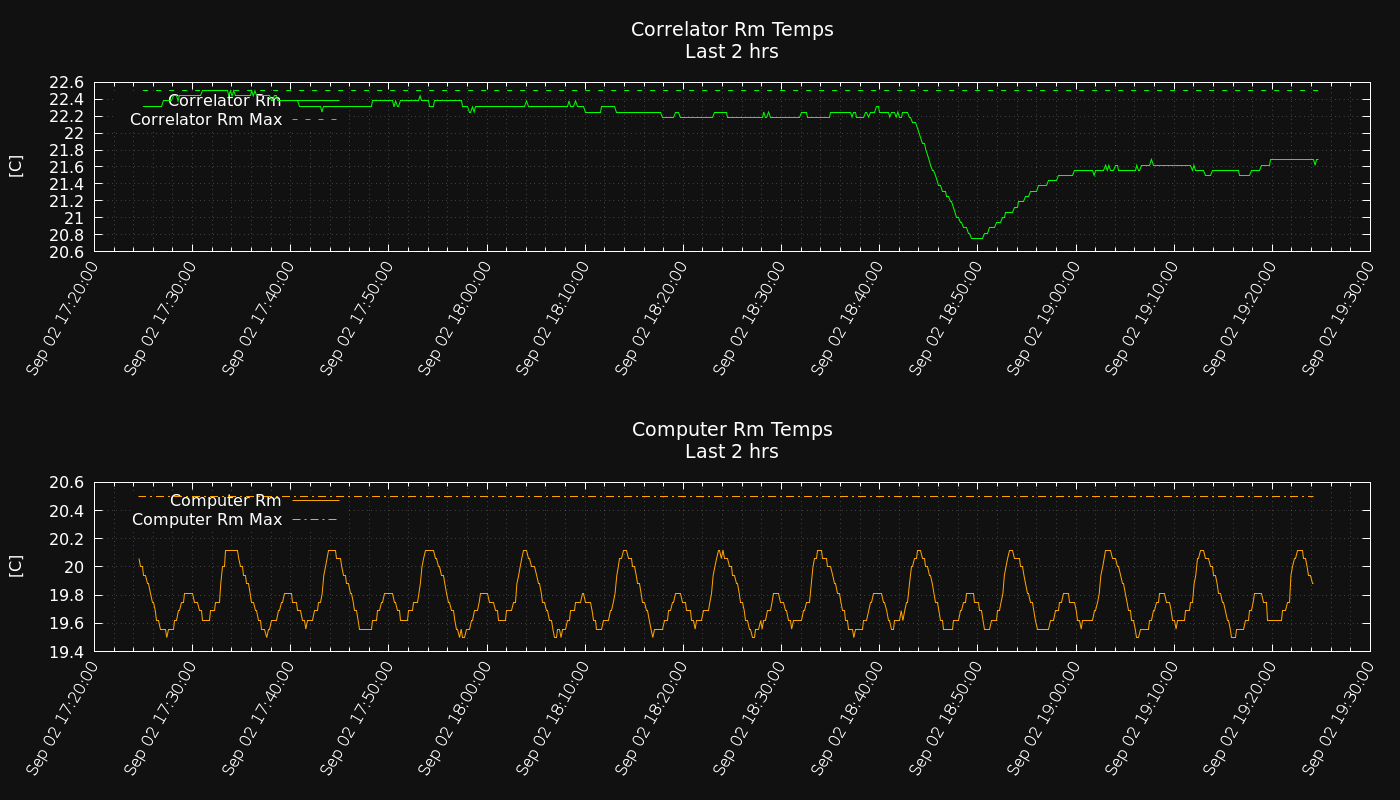 Correlator Rm Temps
Last 2 hrs
22.6
22.4
22.2
22
21.8
21.6
21.4
21.2
21
20.8
20.6
[C]
Correlator Rm
Correlator Rm Max
Sep 02 17:20:00
Sep 02 17:30:00
Sep 02 17:40:00
Sep 02 17:50:00
Sep 02 18:00:00
Sep 02 18:10:00
Sep 02 18:20:00
Sep 02 18:30:00
Sep 02 18:40:00
Sep 02 18:50:00
Sep 02 19:00:00
Sep 02 19:10:00
Sep 02 19:20:00
Sep 02 19:30:00
Computer Rm Temps
Last 2 hrs
20.6
20.4
20.2
20
19.8
19.6
19.4
[C]
Computer Rm
Computer Rm Max
Sep 02 17:20:00
Sep 02 17:30:00
Sep 02 17:40:00
Sep 02 17:50:00
Sep 02 18:00:00
Sep 02 18:10:00
Sep 02 18:20:00
Sep 02 18:30:00
Sep 02 18:40:00
Sep 02 18:50:00
Sep 02 19:00:00
Sep 02 19:10:00
Sep 02 19:20:00
Sep 02 19:30:00